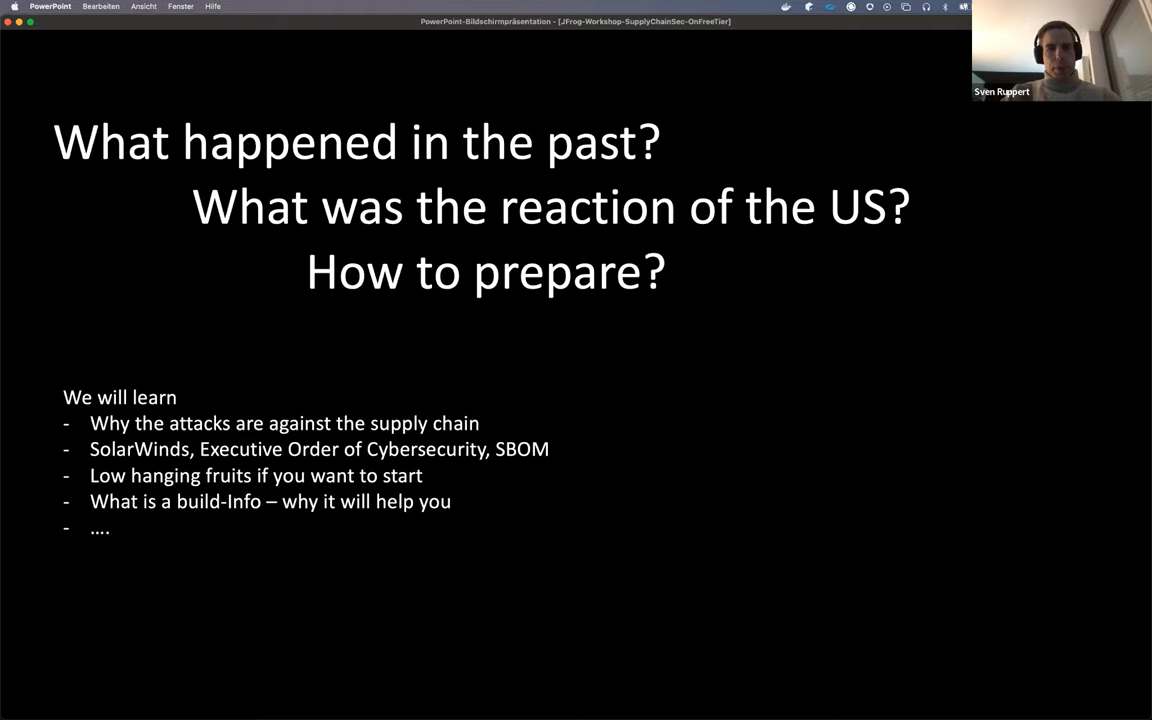 PowerPoint Bearbeiten Ansicht Fenster Hilfe
PowerPoint-Bildschirmpräsentation - [JFrog-Workshop-SupplyChainSec-OnFreeTier]
Sven Ruppert
What happened in the past?
What was the reaction of the US?
How to prepare?
We will learn
- Why the attacks are against the supply chain
- SolarWinds, Executive Order of Cybersecurity, SBOM
- Low hanging fruits if you want to start
- What is a build-Info – why it will help you
- ....